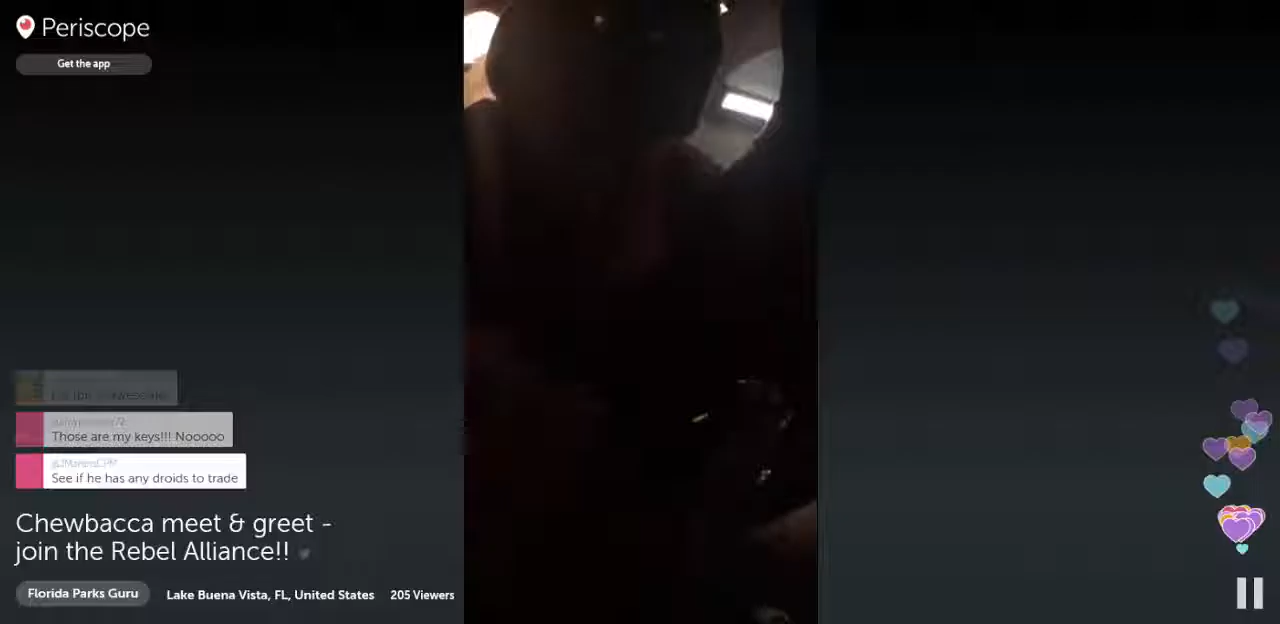 Periscope
Get the app
Those are my keys!!! Nooooo
See if he has any droids to trade
Chewbacca meet & greet -
join the Rebel Alliance!!
Florida Parks Guru
Lake Buena Vista, FL, United States
205 Viewers